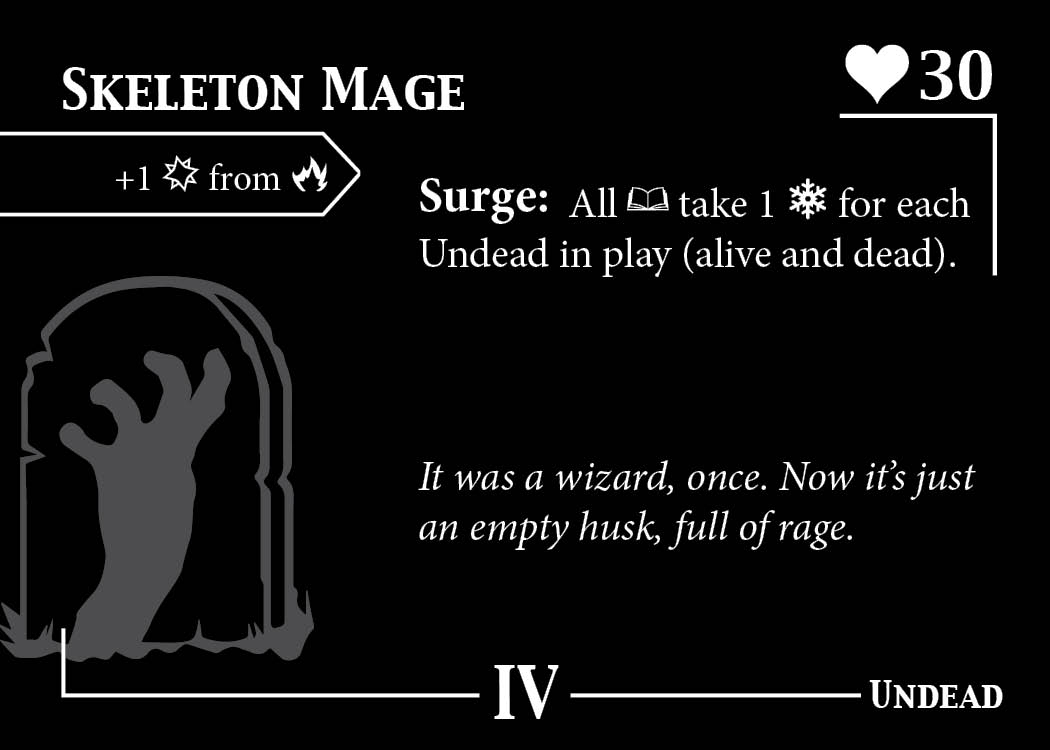 Skeleton Mage
30
+1 from
Surge: All take 1 for each
Undead in play (alive and dead).
It was a wizard, once. Now it's just
an empty husk, full of rage.
IV
Undead